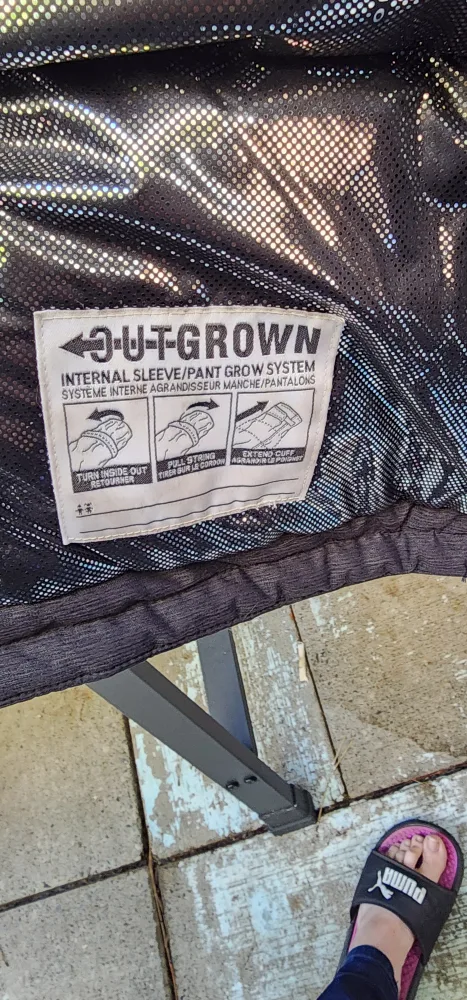 OUTGROWN
INTERNAL SLEEVE/PANT GROW SYSTEM
SYSTÈME INTERNE AGRANDISSEUR MANCHE/PANTALONS
TURN INSIDE OUT
RETOURNER
PULL STRING
TIRER SUR LE CORDON
EXTEND CUFF
AGRANDIR LE POIGNET
PUMA